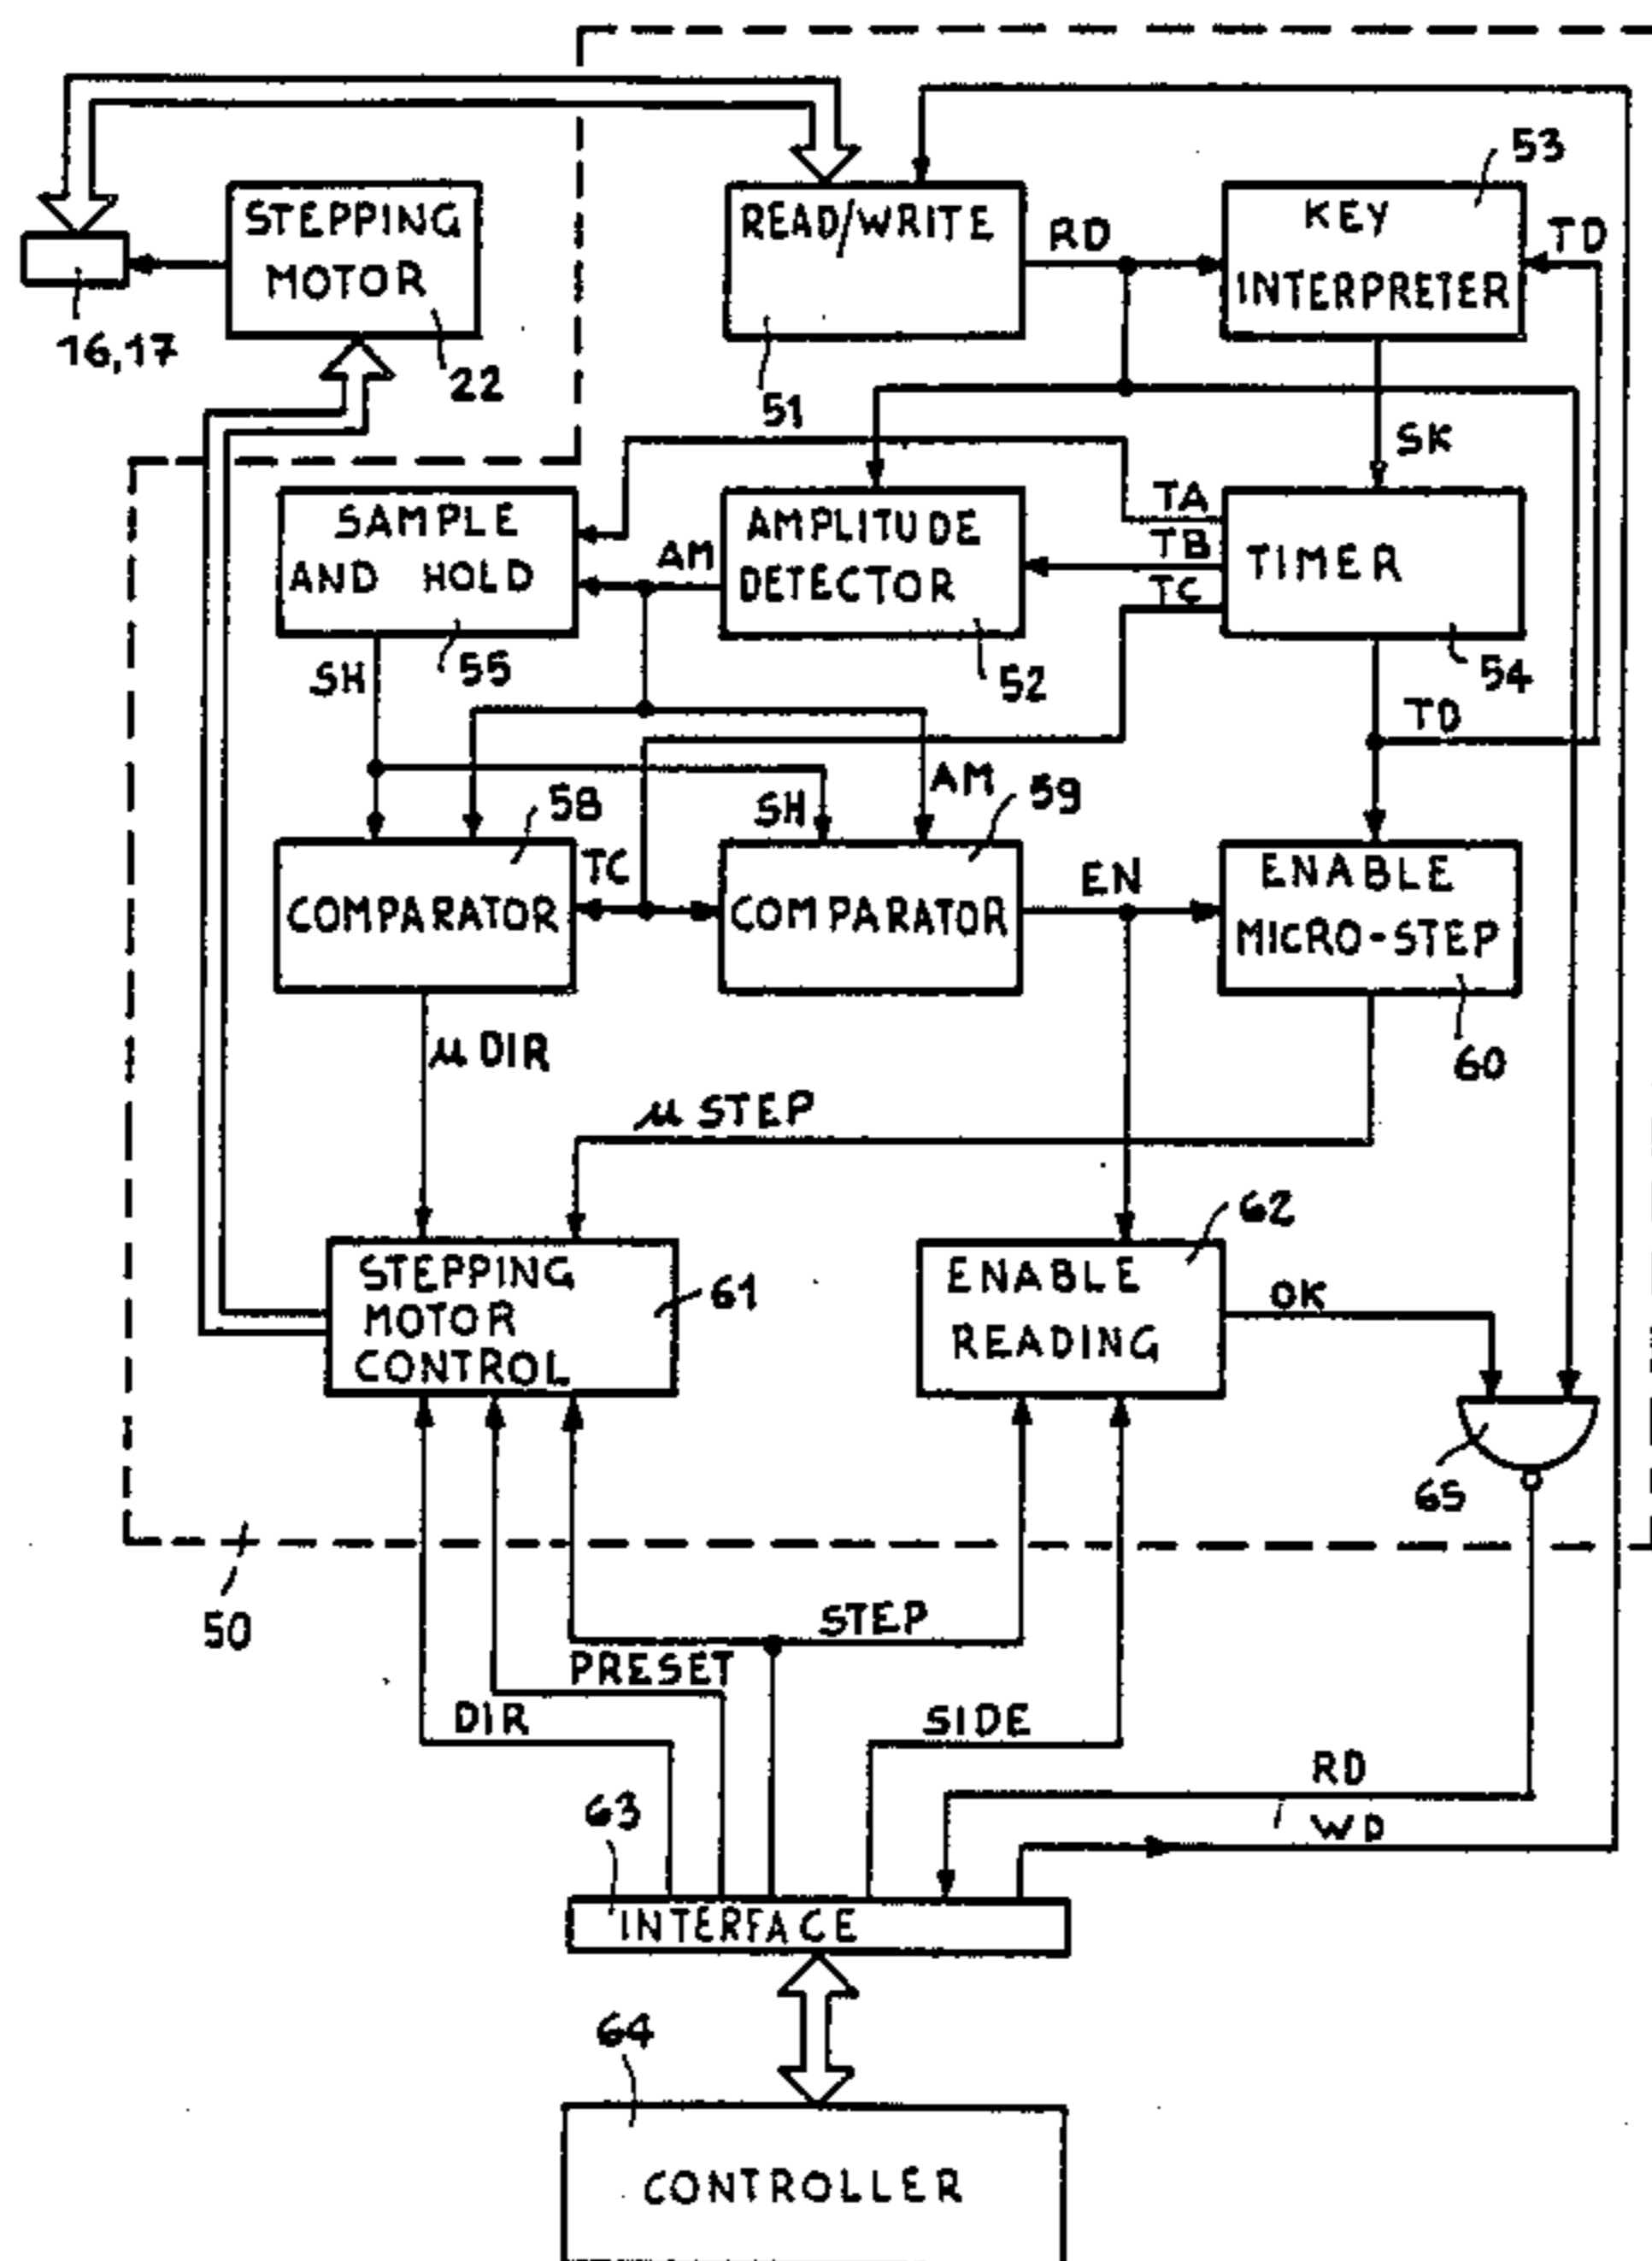 53
STEPPING
MOTOR
READ/WRITE
RD
KEY
INTERPRETER
TD
16,17
22
51
SK
SAMPLE
AND HOLD
AM
AMPLITUDE
DETECTOR
TA
TB
TC
TIMER
SH
55
52
54
TD
58
SH
AM
59
COMPARATOR
TC
COMPARATOR
EN
ENABLE
MICRO-STEP
60
µ DIR
µ STEP
62
STEPPING
MOTOR
CONTROL
61
ENABLE
READING
OK
65
50
STEP
PRESET
DIR
SIDE
RD
WD
63
INTERFACE
64
CONTROLLER